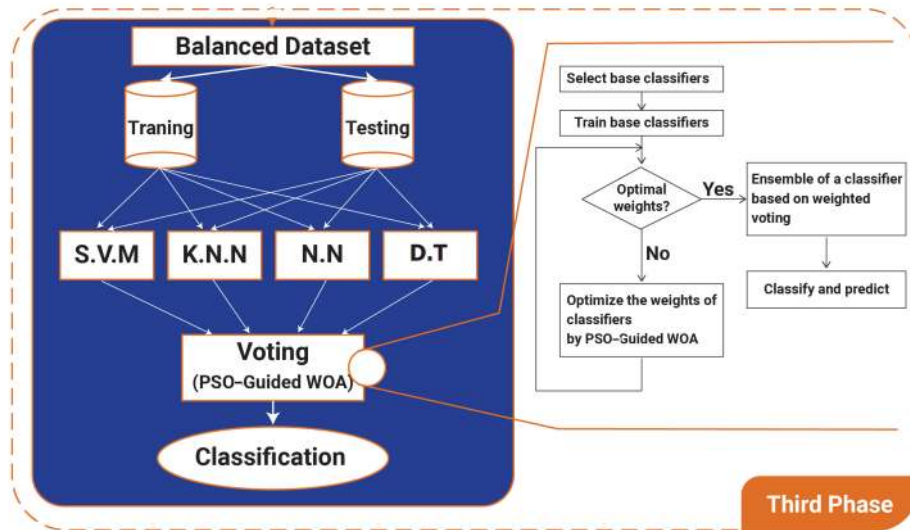 Balanced Dataset
Traning
Testing
S.V.M
K.N.N
N.N
D.T
Voting
(PSO-Guided WOA)
Classification
Select base classifiers
Train base classifiers
Optimal
weights?
Yes
No
Ensemble of a classifier
based on weighted
voting
Classify and predict
Optimize the weights of
classifiers
by PSO-Guided WOA
Third Phase